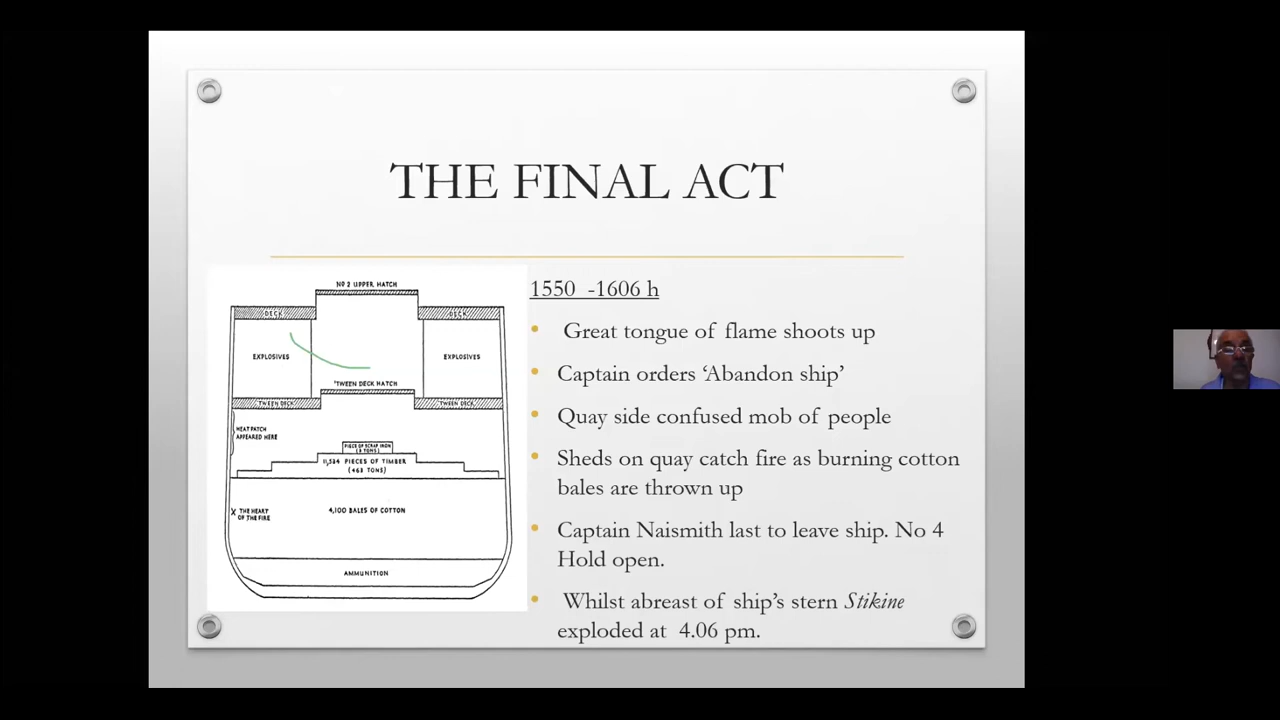 THE FINAL ACT
NO 2 UPPER HATCH
DECK
DECK
EXPLOSIVES
EXPLOSIVES
'TWEEN DECK HATCH
TWEEN DECK
TWEEN DECK
HEAT PATCH
APPEARED HERE
PIECE OF SCRAP IRON
(3 TONS)
11,524 PIECES OF TIMBER
(463 TONS)
X THE HEART
OF THE FIRE
4,100 BALES OF COTTON
AMMUNITION
1550 -1606 h
• Great tongue of flame shoots up
• Captain orders ‘Abandon ship’
• Quay side confused mob of people
• Sheds on quay catch fire as burning cotton
bales are thrown up
• Captain Naismith last to leave ship. No 4
Hold open.
• Whilst abreast of ship’s stern Stikine
exploded at 4.06 pm.